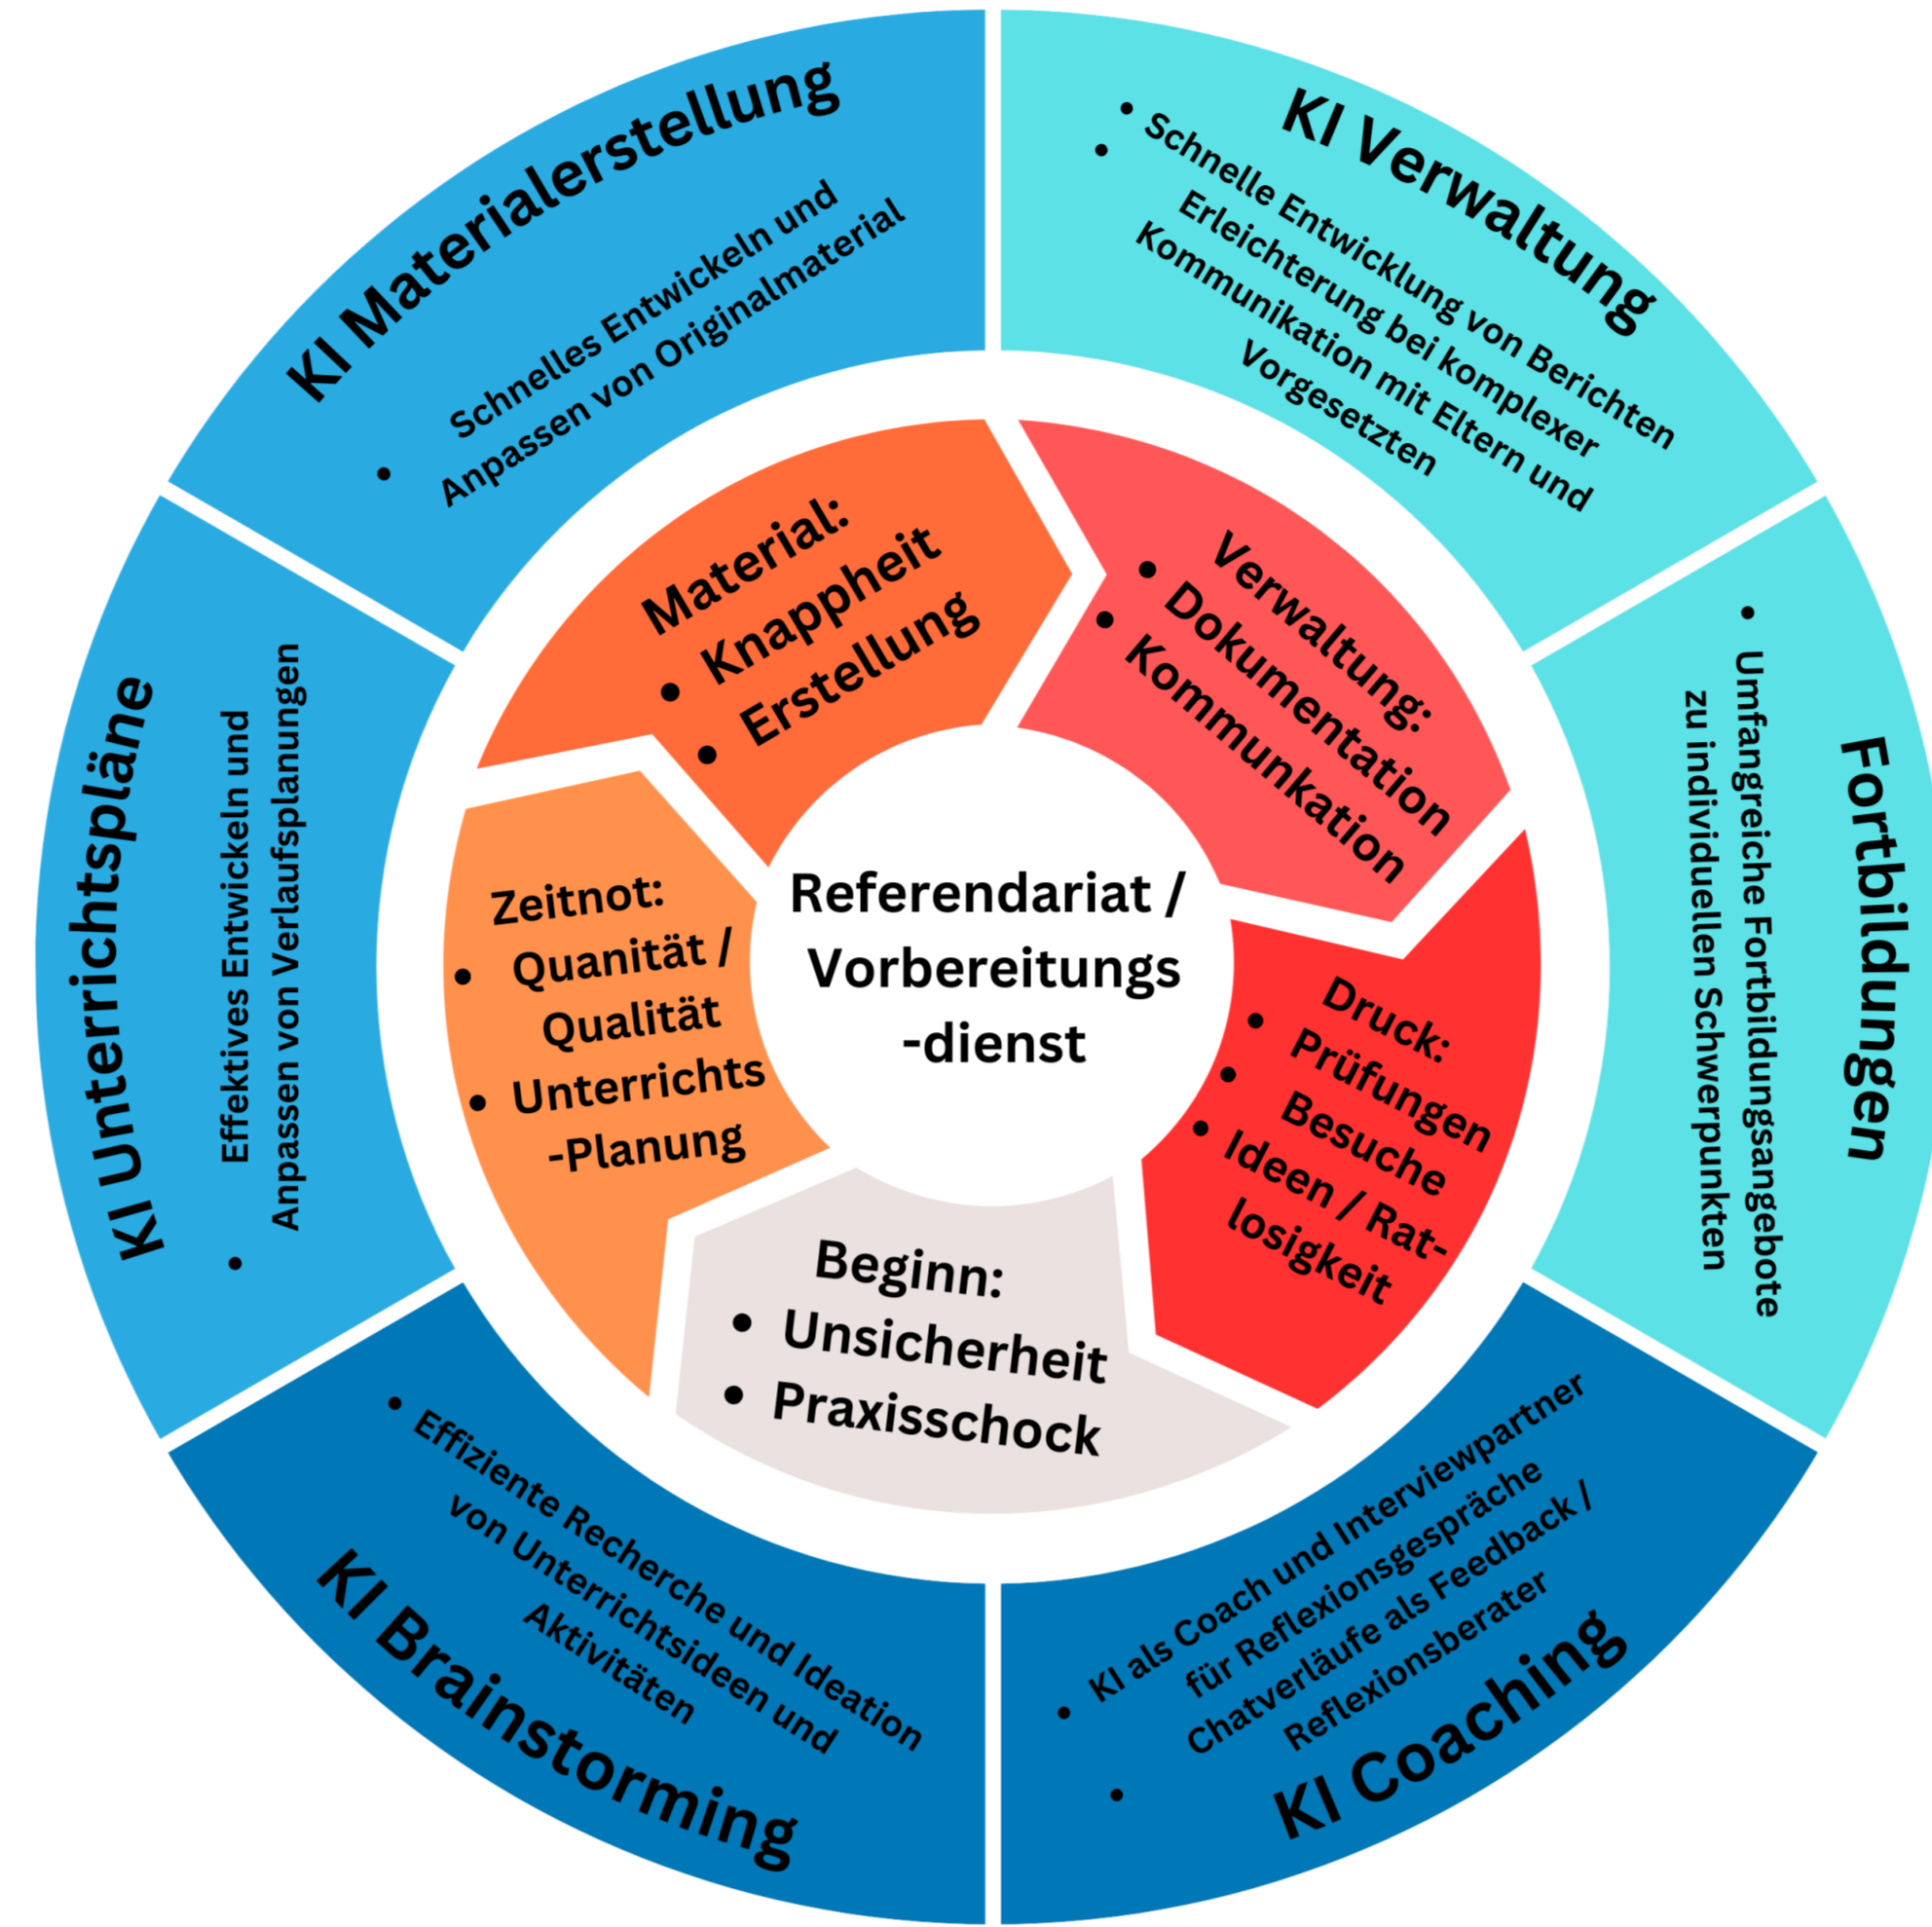 KI Materialerstellung
Schnelles Entwickeln und
• Anpassen von Originalmaterial
KI Verwaltung
• Schnelle Entwicklung von Berichten
• Erleichterung bei komplexer
Kommunikation mit Eltern und
Vorgesetzten
Fortbildungen
• Umfangreiche Fortbildungsangebote
zu individuellen Schwerpunkten
KI Coaching
• KI als Coach und Interviewpartner
für Reflexionsgespräche
• Chatverläufe als Feedback /
Reflexionsberater
KI Brainstorming
• Effiziente Recherche und Ideation
von Unterrichtsideen und
Aktivitäten
KI Unterrichtspläne
• Effektives Entwickeln und
Anpassen von Verlaufsplanungen
Material:
• Knappheit
• Erstellung
Verwaltung:
• Dokumentation
• Kommunkation
Druck:
• Prüfungen
• Besuche
• Ideen / Rat-
losigkeit
Beginn:
• Unsicherheit
• Praxisschock
Zeitnot:
• Quanität /
Qualität
• Unterrichts
-Planung
Referendariat /
Vorbereitungs
-dienst